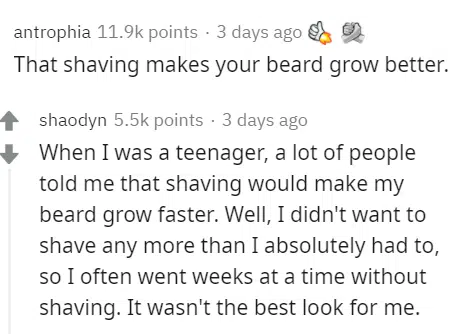 antrophia 11.9k points · 3 days ago
That shaving makes your beard grow better.
shaodyn 5.5k points · 3 days ago
When I was a teenager, a lot of people
told me that shaving would make my
beard grow faster. Well, I didn't want to
shave any more than I absolutely had to,
so I often went weeks at a time without
shaving. It wasn't the best look for me.